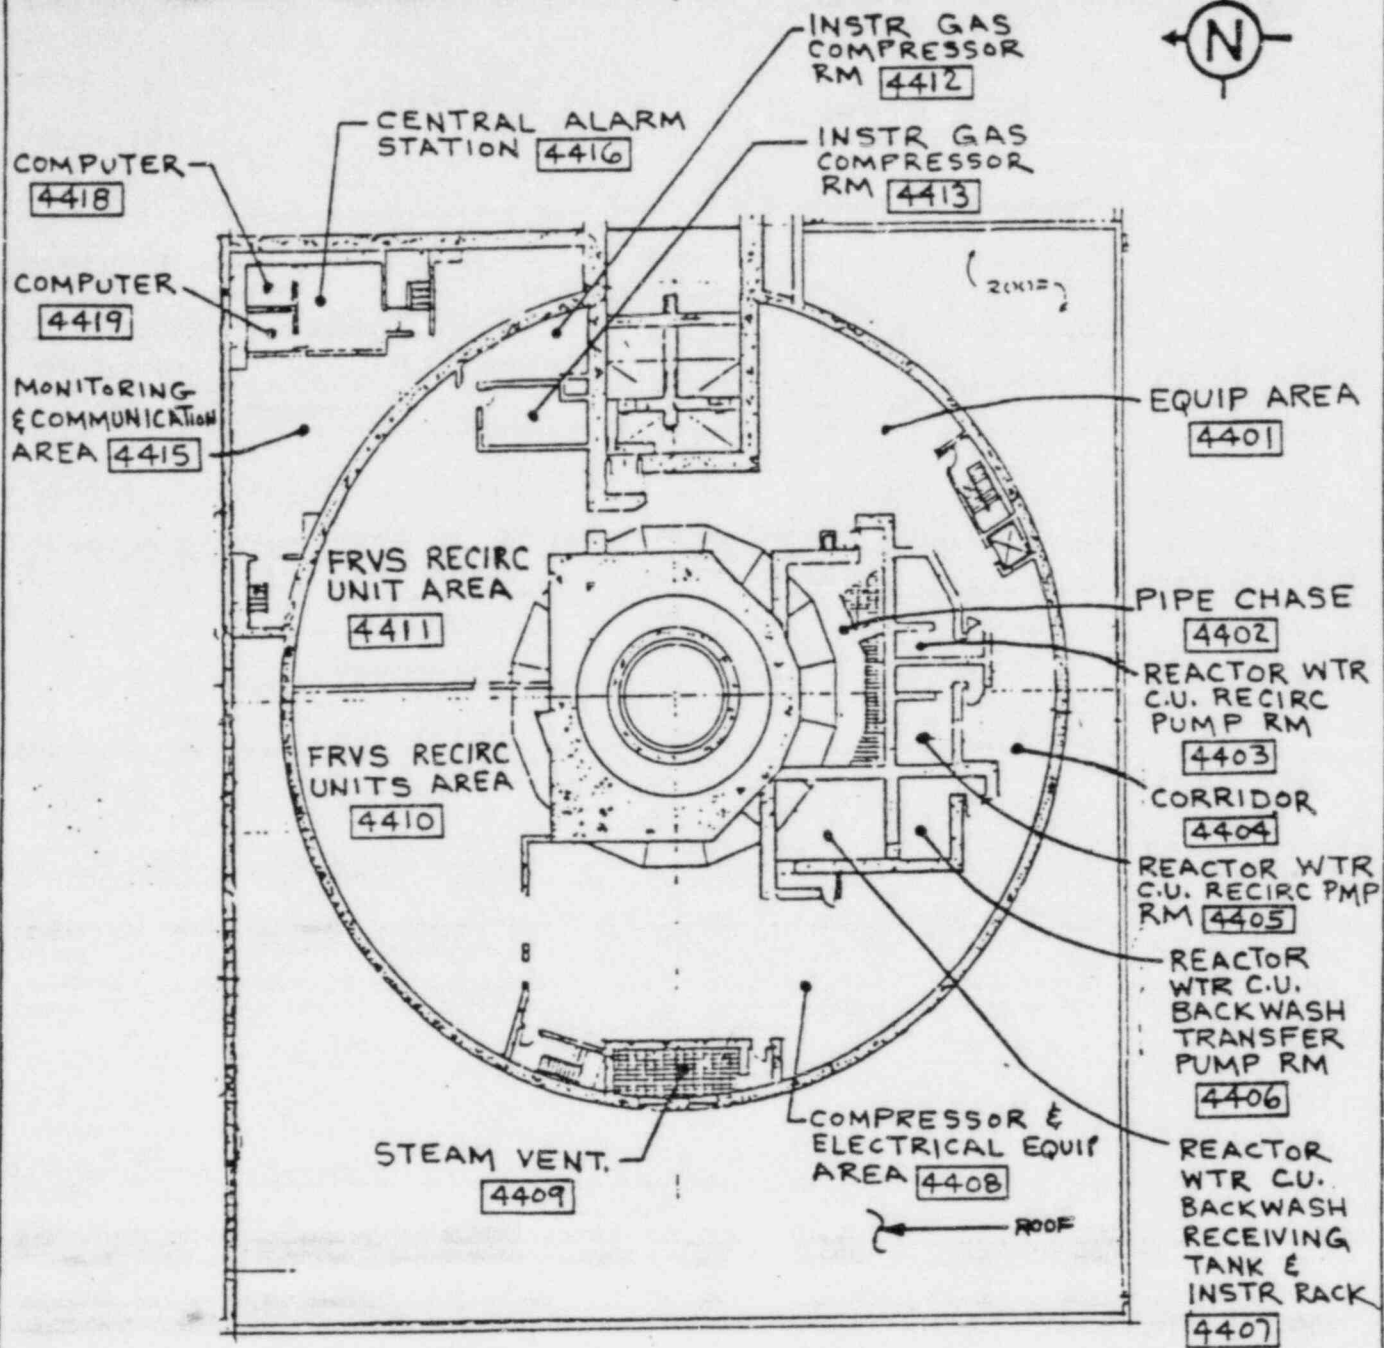 INSTR GAS
COMPRESSOR
RM 4412
N
CENTRAL ALARM
STATION 4416
INSTR GAS
COMPRESSOR
RM 4413
COMPUTER
4418
COMPUTER
4419
MONITORING
& COMMUNICATION
AREA 4415
EQUIP AREA
4401
FRVS RECIRC
UNIT AREA
4411
PIPE CHASE
4402
REACTOR WTR
C.U. RECIRC
PUMP RM
4403
FRVS RECIRC
UNITS AREA
4410
CORRIDOR
4404
REACTOR WTR
C.U. RECIRC PMP
RM 4405
REACTOR
WTR C.U.
BACKWASH
TRANSFER
PUMP RM
4406
COMPRESSOR &
ELECTRICAL EQUIP
AREA 4408
STEAM VENT.
4409
ROOF
REACTOR
WTR C.U.
BACKWASH
RECEIVING
TANK &
INSTR RACK
4407